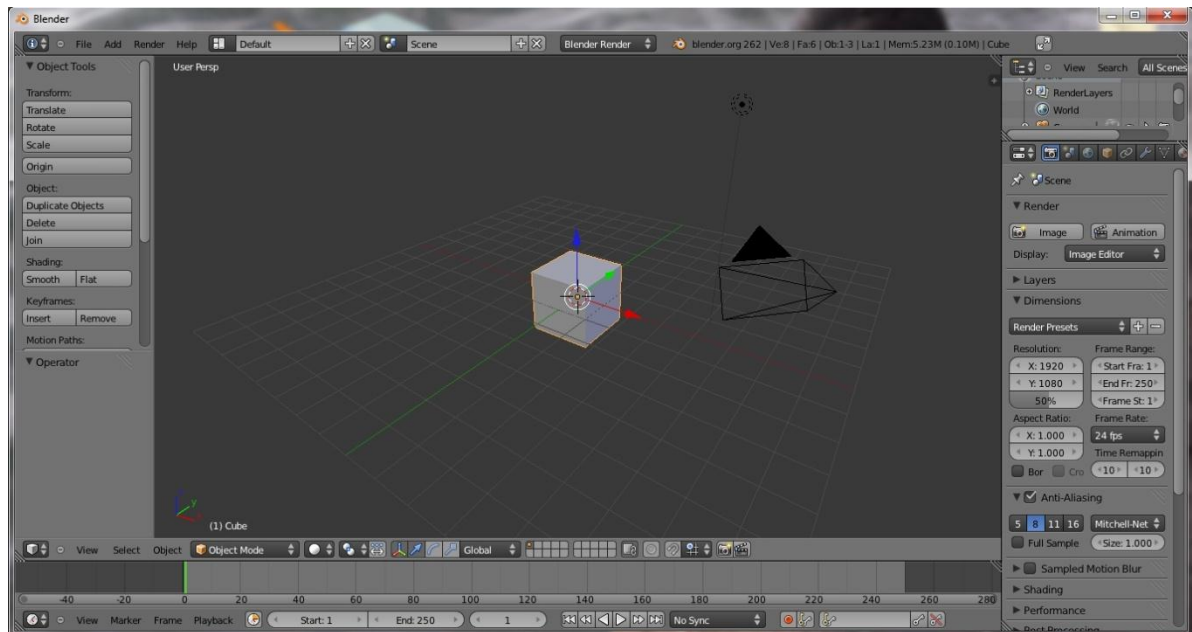 Blender
File Add Render Help Default Scene Blender Render blender.org 262 | Ve:8 | Fa:6 | Ob:1-3 | La:1 | Mem:5.23M (0.10M) | Cube
Object Tools
Transform:
Translate
Rotate
Scale
Origin
Object:
Duplicate Objects
Delete
Join
Shading:
Smooth Flat
Keyframes:
Insert Remove
Motion Paths:
Operator
User Persp
(1) Cube
View Search All Scenes
RenderLayers
World
Scene
Render
Image Animation
Display: Image Editor
Layers
Dimensions
Render Presets
Resolution: Frame Range:
X: 1920 Start Fra: 1
Y: 1080 End Fr: 250
50% Frame St: 1
Aspect Ratio: Frame Rate:
X: 1.000 24 fps
Y: 1.000 Time Remappin
Bor Cro 10 10
Anti-Aliasing
5 8 11 16 Mitchell-Net
Full Sample Size: 1.000
Sampled Motion Blur
Shading
Performance
Post Processing
View Select Object Object Mode Global
-40 -20 0 20 40 60 80 100 120 140 160 180 200 220 240 260 280
View Marker Frame Playback Start: 1 End: 250 1 No Sync